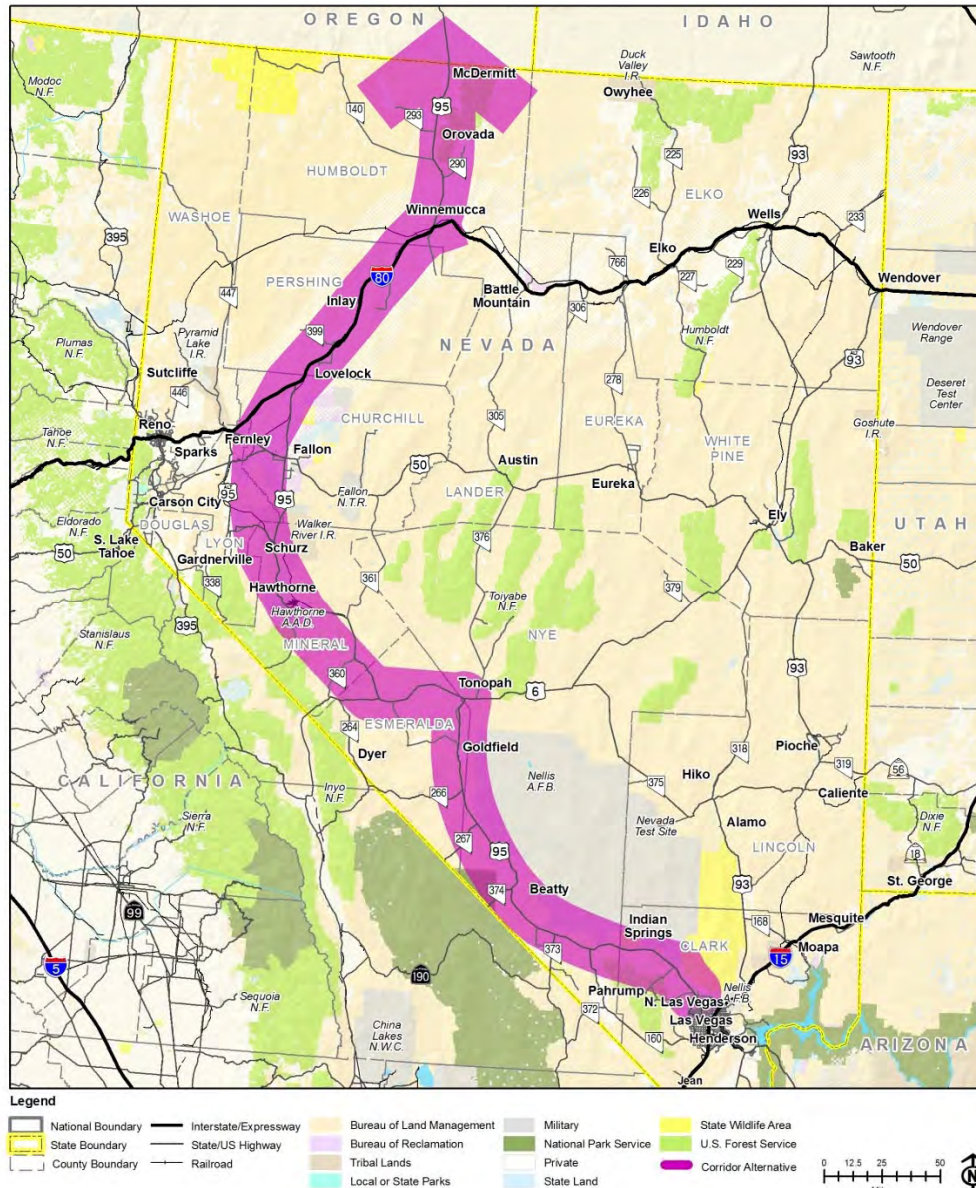 OREGON
IDAHO
Modoc
N.F.
McDermitt
Duck
Valley
I.R.
Owyhee
Sawtooth
N.F.
95
140
293
Orovada
290
HUMBOLDT
225
226
ELKO
93
WASHOE
395
Winnemucca
Wells
233
Elko
766
229
227
Wendover
PERSHING
80
Inlay
447
Battle
Mountain
306
399
Humboldt
N.F.
93
Wendover
Range
NEVADA
Plumas
N.F.
Pyramid
Lake
I.R.
Sutcliffe
446
Lovelock
278
Deseret
Test
Center
CHURCHILL
305
EUREKA
Tahoe
N.F.
Reno
Sparks
Fernley
Fallon
50
Austin
WHITE
PINE
Goshute
I.R.
Carson City
95
95
Fallon
N.T.R.
LANDER
Eureka
Eldorado
N.F.
DOUGLAS
LYON
Walker
River I.R.
376
Ely
UTAH
50
S. Lake
Tahoe
Gardnerville
Schurz
Baker
50
338
Hawthorne
361
379
395
Hawthorne
A.A.D.
Toiyabe
N.F.
Stanislaus
N.F.
MINERAL
NYE
360
93
Tonopah
6
ESMERALDA
264
Dyer
Goldfield
318
Pioche
CALIFORNIA
Inyo
N.F.
Nellis
A.F.B.
Hiko
375
319
56
Caliente
Sierra
N.F.
266
Nevada
Test Site
Alamo
Dixie
N.F.
267
95
LINCOLN
18
93
St. George
374
Beatty
99
Indian
Springs
168
Mesquite
CLARK
Moapa
5
190
373
15
Pahrump
Nellis
A.F.B.
N. Las Vegas
372
Las Vegas
Sequoia
N.F.
160
Henderson
ARIZONA
China
Lakes
N.W.C.
Jean
Legend
National Boundary
State Boundary
County Boundary
Interstate/Expressway
State/US Highway
Railroad
Bureau of Land Management
Bureau of Reclamation
Tribal Lands
Local or State Parks
Military
National Park Service
Private
State Land
State Wildlife Area
U.S. Forest Service
Corridor Alternative
0 12.5 25 50
N